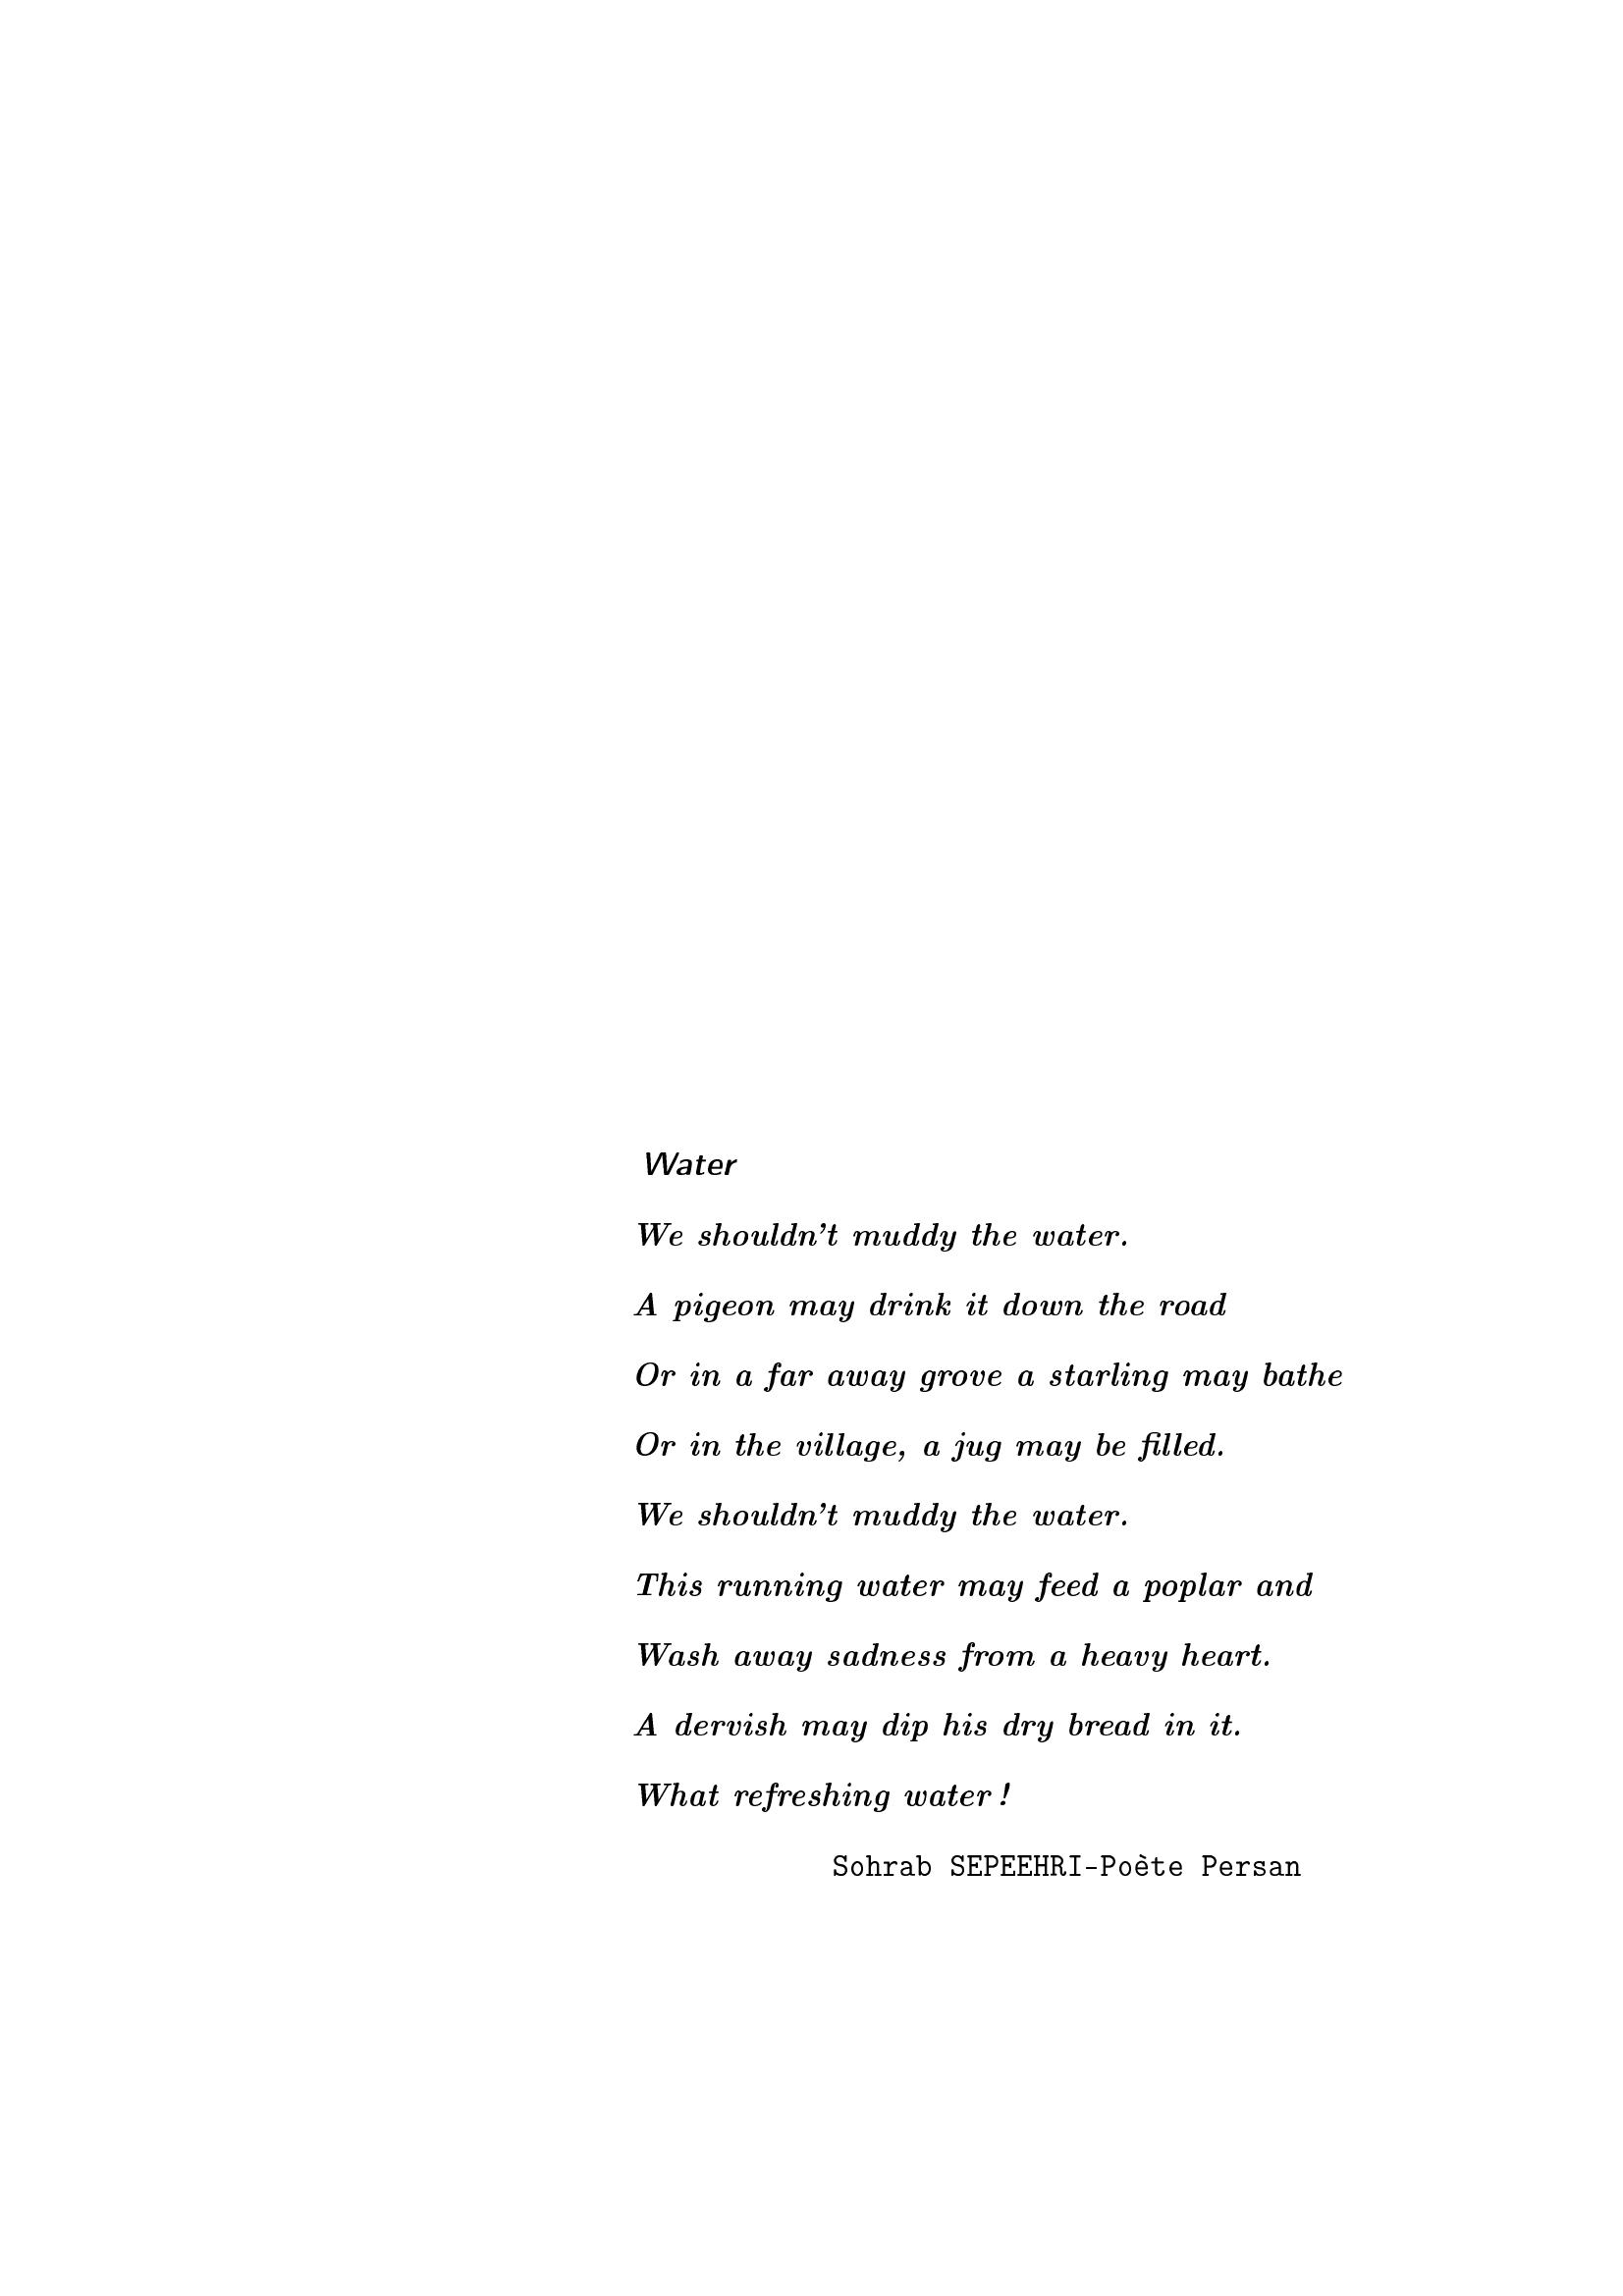 Water
We shouldn't muddy the water.
A pigeon may drink it down the road
Or in a far away grove a starling may bathe
Or in the village, a jug may be filled.
We shouldn't muddy the water.
This running water may feed a poplar and
Wash away sadness from a heavy heart.
A dervish may dip his dry bread in it.
What refreshing water !
Sohrab SEPEEHRI-Poète Persan